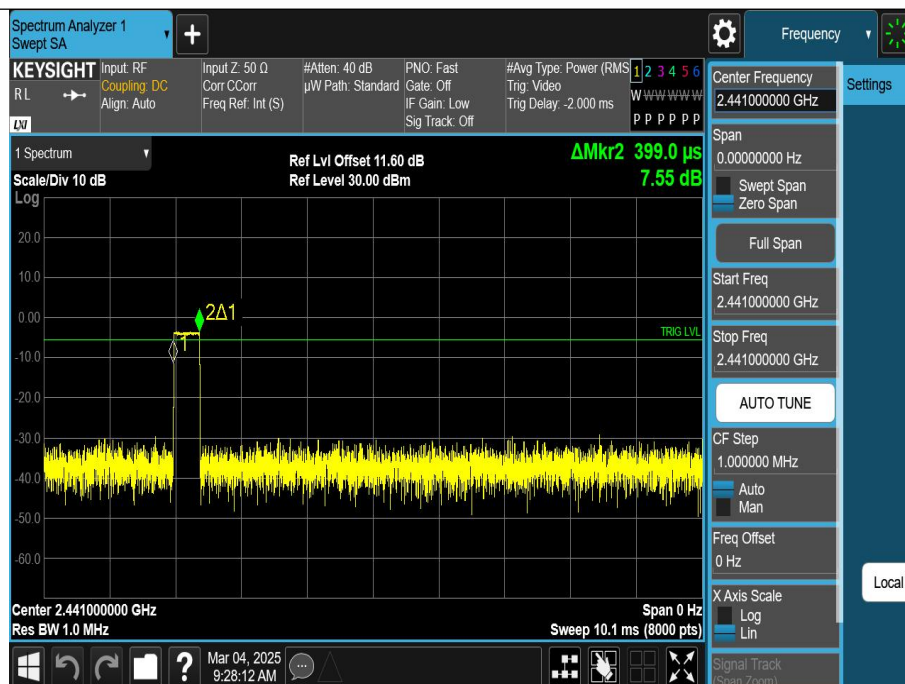 Spectrum Analyzer 1
Swept SA
Frequency
KEYSIGHT
RL
LXI
Input: RF
Coupling: DC
Align: Auto
Input Z: 50 Ω
Corr CCorr
Freq Ref: Int (S)
#Atten: 40 dB
µW Path: Standard
PNO: Fast
Gate: Off
IF Gain: Low
Sig Track: Off
#Avg Type: Power (RMS
Trig: Video
Trig Delay: -2.000 ms
1 2 3 4 5 6
W W W W W W
P P P P P P
Center Frequency
2.441000000 GHz
Settings
Span
0.00000000 Hz
Swept Span
Zero Span
Full Span
Start Freq
2.441000000 GHz
Stop Freq
2.441000000 GHz
AUTO TUNE
CF Step
1.000000 MHz
Auto
Man
Freq Offset
0 Hz
X Axis Scale
Log
Lin
Signal Track
(Span Zoom)
Local
1 Spectrum
Scale/Div 10 dB
Log
Ref Lvl Offset 11.60 dB
Ref Level 30.00 dBm
ΔMkr2 399.0 µs
7.55 dB
20.0
10.0
0.00
-10.0
-20.0
-30.0
-40.0
-50.0
-60.0
2Δ1
1
TRIG LVL
Center 2.441000000 GHz
Res BW 1.0 MHz
Span 0 Hz
Sweep 10.1 ms (8000 pts)
?
Mar 04, 2025
9:28:12 AM